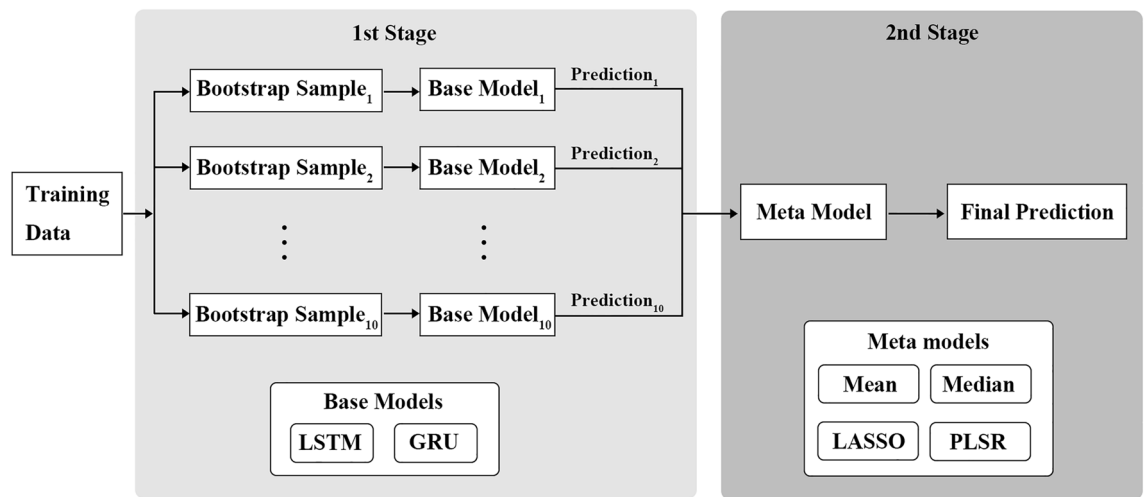 1st Stage
2nd Stage
Training
Data
Bootstrap Sample1
Base Model1
Prediction1
Bootstrap Sample2
Base Model2
Prediction2
Bootstrap Sample10
Base Model10
Prediction10
Meta Model
Final Prediction
Base Models
LSTM
GRU
Meta models
Mean
Median
LASSO
PLSR